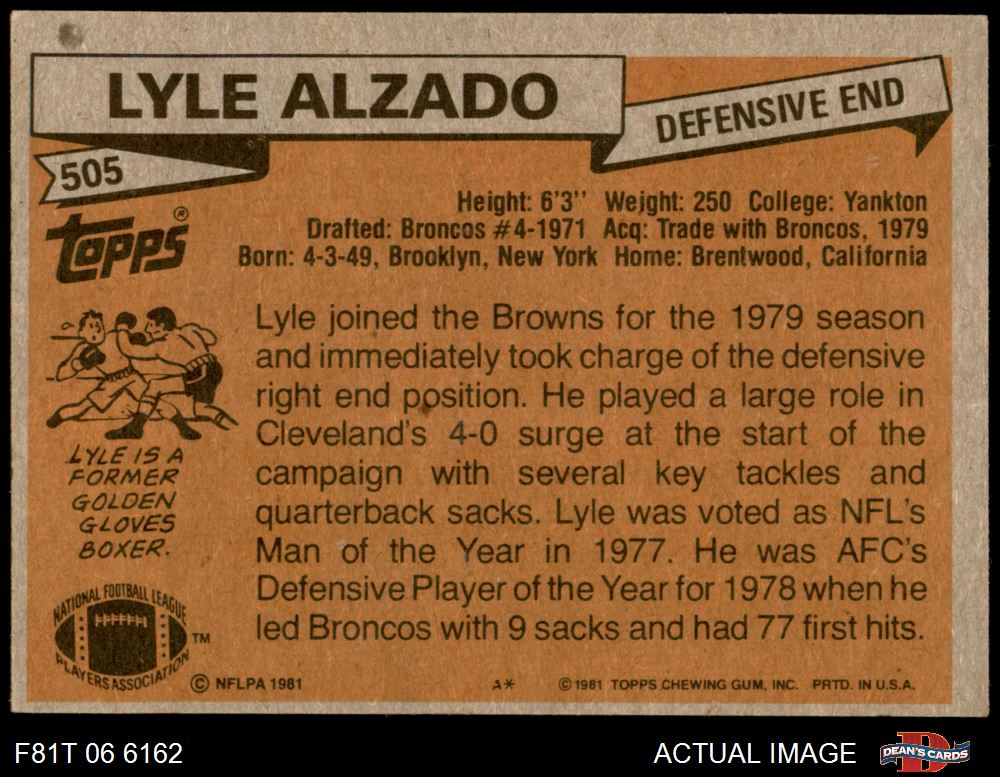 LYLE ALZADO
DEFENSIVE END
505
topps®
Height: 6'3'' Weight: 250 College: Yankton
Drafted: Broncos #4-1971 Acq: Trade with Broncos, 1979
Born: 4-3-49, Brooklyn, New York Home: Brentwood, California
Lyle joined the Browns for the 1979 season
and immediately took charge of the defensive
right end position. He played a large role in
Cleveland's 4-0 surge at the start of the
campaign with several key tackles and
quarterback sacks. Lyle was voted as NFL's
Man of the Year in 1977. He was AFC's
Defensive Player of the Year for 1978 when he
led Broncos with 9 sacks and had 77 first hits.
LYLE IS A
FORMER
GOLDEN
GLOVES
BOXER.
NATIONAL FOOTBALL LEAGUE
PLAYERS ASSOCIATION
TM
© NFLPA 1981
A*
© 1981 TOPPS CHEWING GUM, INC. PRTD. IN U.S.A.
F81T 06 6162
ACTUAL IMAGE
DEAN'S CARDS